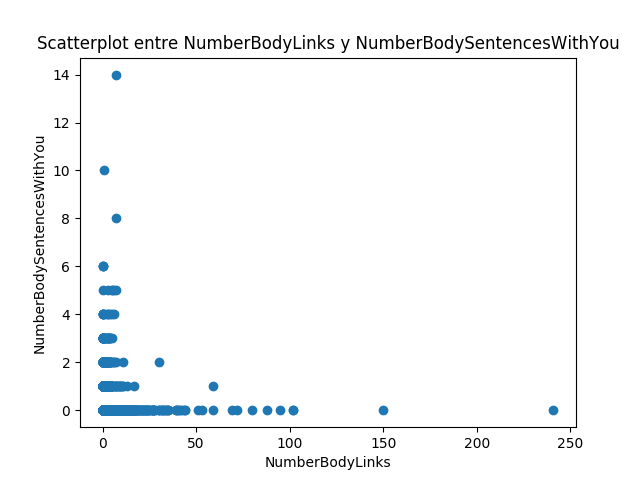 Scatterplot entre NumberBodyLinks y NumberBodySentencesWithYou
14
12
10
8
6
4
2
0
NumberBodySentencesWithYou
0 50 100 150 200 250
NumberBodyLinks